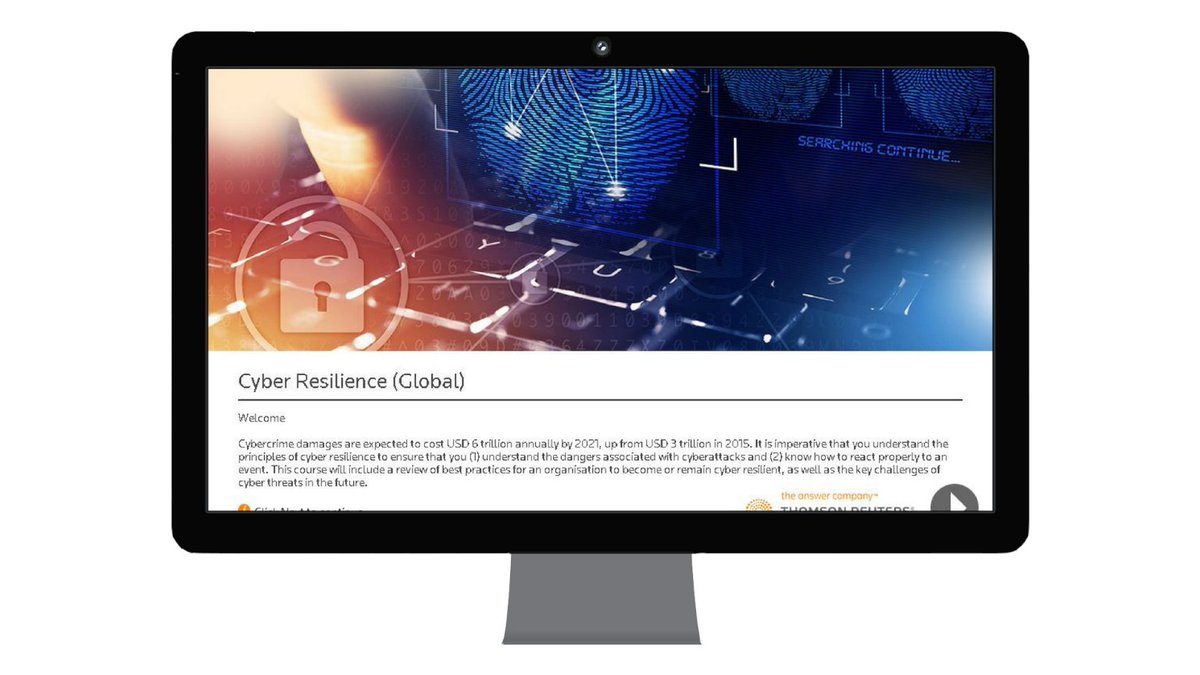 SEARCHING CONTINUE...
Cyber Resilience (Global)
Welcome
Cybercrime damages are expected to cost USD 6 trillion annually by 2021, up from USD 3 trillion in 2015. It is imperative that you understand the
principles of cyber resilience to ensure that you (1) understand the dangers associated with cyberattacks and (2) know how to react properly to an
event. This course will include a review of best practices for an organisation to become or remain cyber resilient, as well as the key challenges of
cyber threats in the future.
the answer company™
Click Next to continue
THOMSON REUTERS®